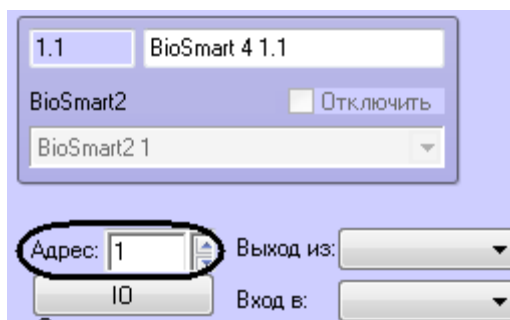 1.1 BioSmart 4 1.1
BioSmart2 Отключить
BioSmart2 1
Адрес: 1 Выход из:
IO Вход в: